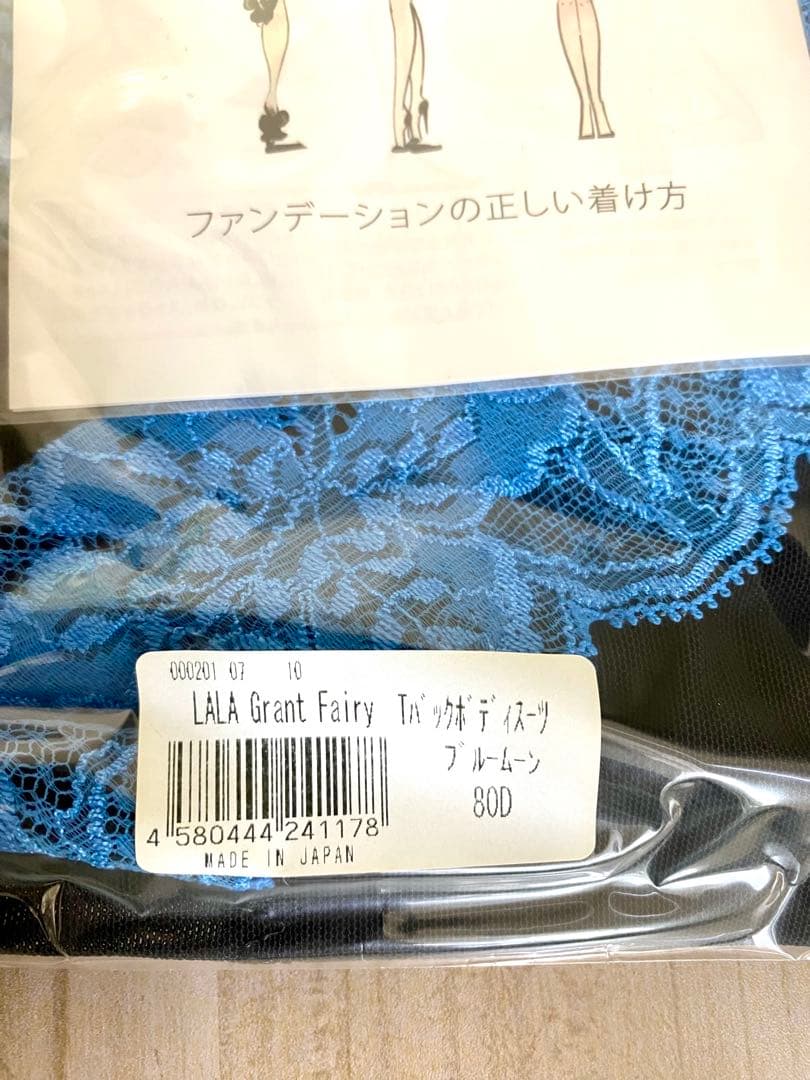 ファンデーションの正しい着け方
000201 07 10
LALA Grant Fairy Tバックボディスーツ
ブルームーン
80D
4 580444 241178
MADE IN JAPAN